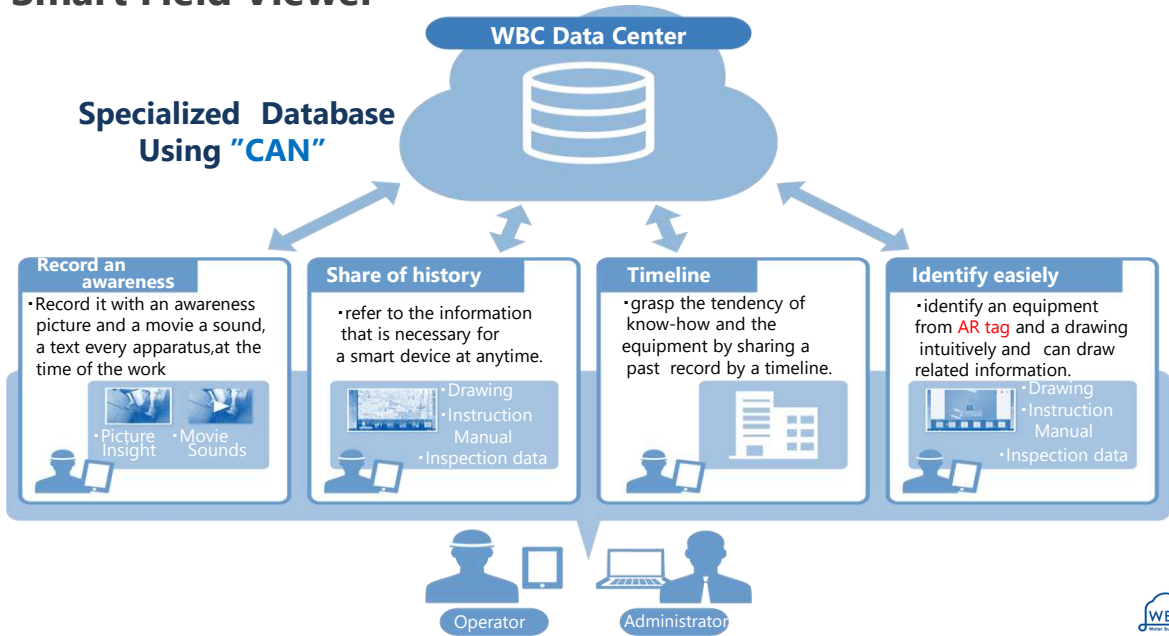 Smart Field Viewer
WBC Data Center
Specialized Database
Using ”CAN”
Record an
awareness
・Record it with an awareness
picture and a movie a sound,
a text every apparatus,at the
time of the work
・Picture
Insight
・Movie
Sounds
Share of history
・refer to the information
that is necessary for
a smart device at anytime.
・Drawing
・Instruction
Manual
・Inspection data
Timeline
・grasp the tendency of
know-how and the
equipment by sharing a
past record by a timeline.
Identify easiely
・identify an equipment
from AR tag and a drawing
intuitively and can draw
related information.
・Drawing
・Instruction
Manual
・Inspection data
Operator
Administrator
Water